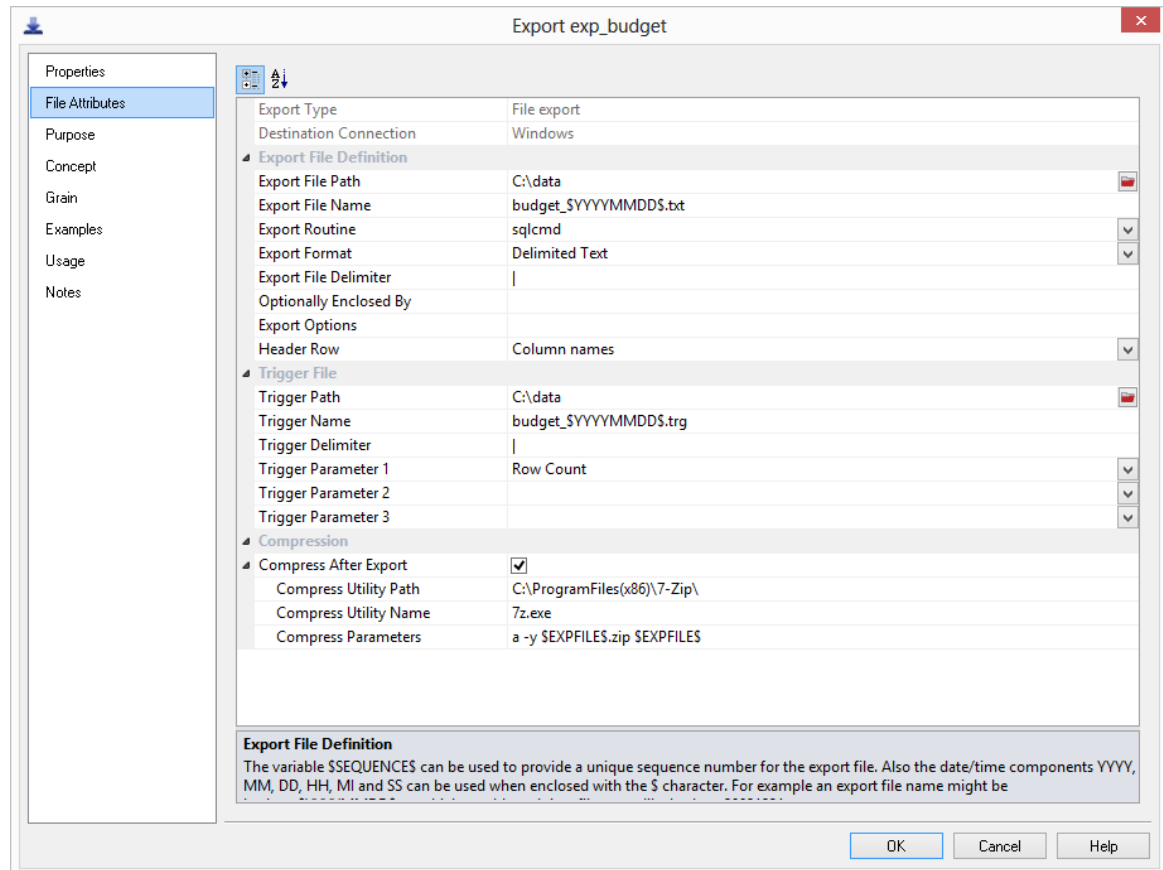 Export exp_budget
Properties
File Attributes
Purpose
Concept
Grain
Examples
Usage
Notes
Export Type File export
Destination Connection Windows
Export File Definition
Export File Path C:\data
Export File Name budget_$YYYYMMDD$.txt
Export Routine sqlcmd
Export Format Delimited Text
Export File Delimiter |
Optionally Enclosed By
Export Options
Header Row Column names
Trigger File
Trigger Path C:\data
Trigger Name budget_$YYYYMMDD$.trg
Trigger Delimiter |
Trigger Parameter 1 Row Count
Trigger Parameter 2
Trigger Parameter 3
Compression
Compress After Export
Compress Utility Path C:\ProgramFiles(x86)\7-Zip\
Compress Utility Name 7z.exe
Compress Parameters a -y $EXPFILE$.zip $EXPFILE$
Export File Definition
The variable $SEQUENCE$ can be used to provide a unique sequence number for the export file. Also the date/time components YYYY,
MM, DD, HH, MI and SS can be used when enclosed with the $ character. For example an export file name might be
OK Cancel Help